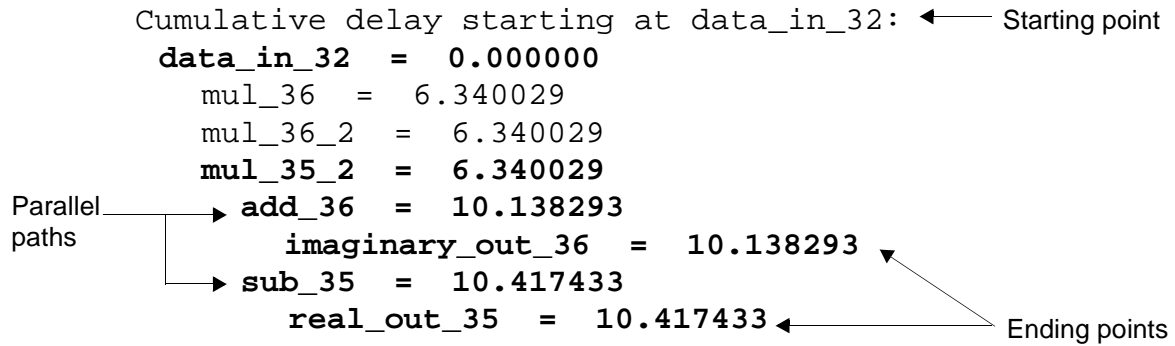 Cumulative delay starting at data_in_32: Starting point
data_in_32 = 0.000000
mul_36 = 6.340029
mul_36_2 = 6.340029
mul_35_2 = 6.340029
Parallel paths
add_36 = 10.138293
imaginary_out_36 = 10.138293
sub_35 = 10.417433
real_out_35 = 10.417433
Ending points